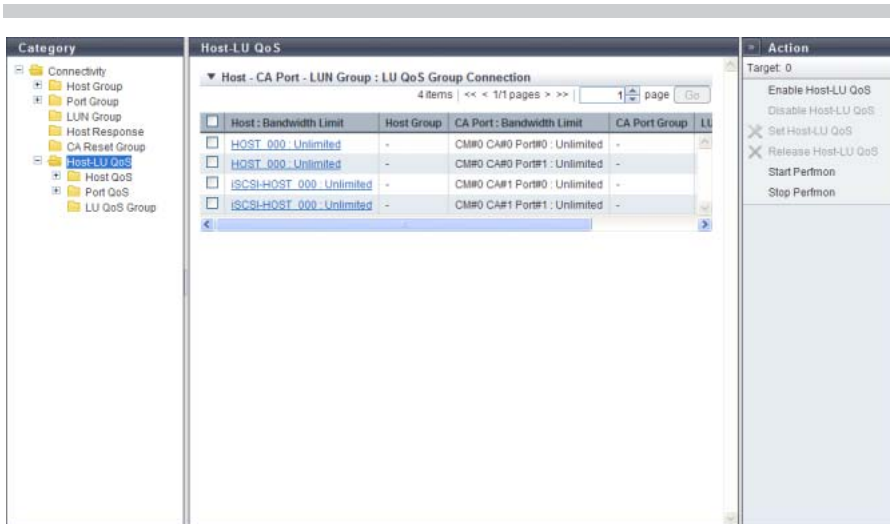 Category
Connectivity
Host Group
Port Group
LUN Group
Host Response
CA Reset Group
Host-LU QoS
Host QoS
Port QoS
LU QoS Group
Host-LU QoS
Host - CA Port - LUN Group : LU QoS Group Connection
4 items | << < 1/1 pages > >> | 1 page Go
Host : Bandwidth Limit Host Group CA Port : Bandwidth Limit CA Port Group LU
HOST_000 : Unlimited - CM#0 CA#0 Port#0 : Unlimited -
HOST_000 : Unlimited - CM#0 CA#0 Port#1 : Unlimited -
iSCSI-HOST_000 : Unlimited - CM#0 CA#1 Port#0 : Unlimited -
iSCSI-HOST_000 : Unlimited - CM#0 CA#1 Port#1 : Unlimited -
» Action
Target: 0
Enable Host-LU QoS
Disable Host-LU QoS
Set Host-LU QoS
Release Host-LU QoS
Start Perfmon
Stop Perfmon